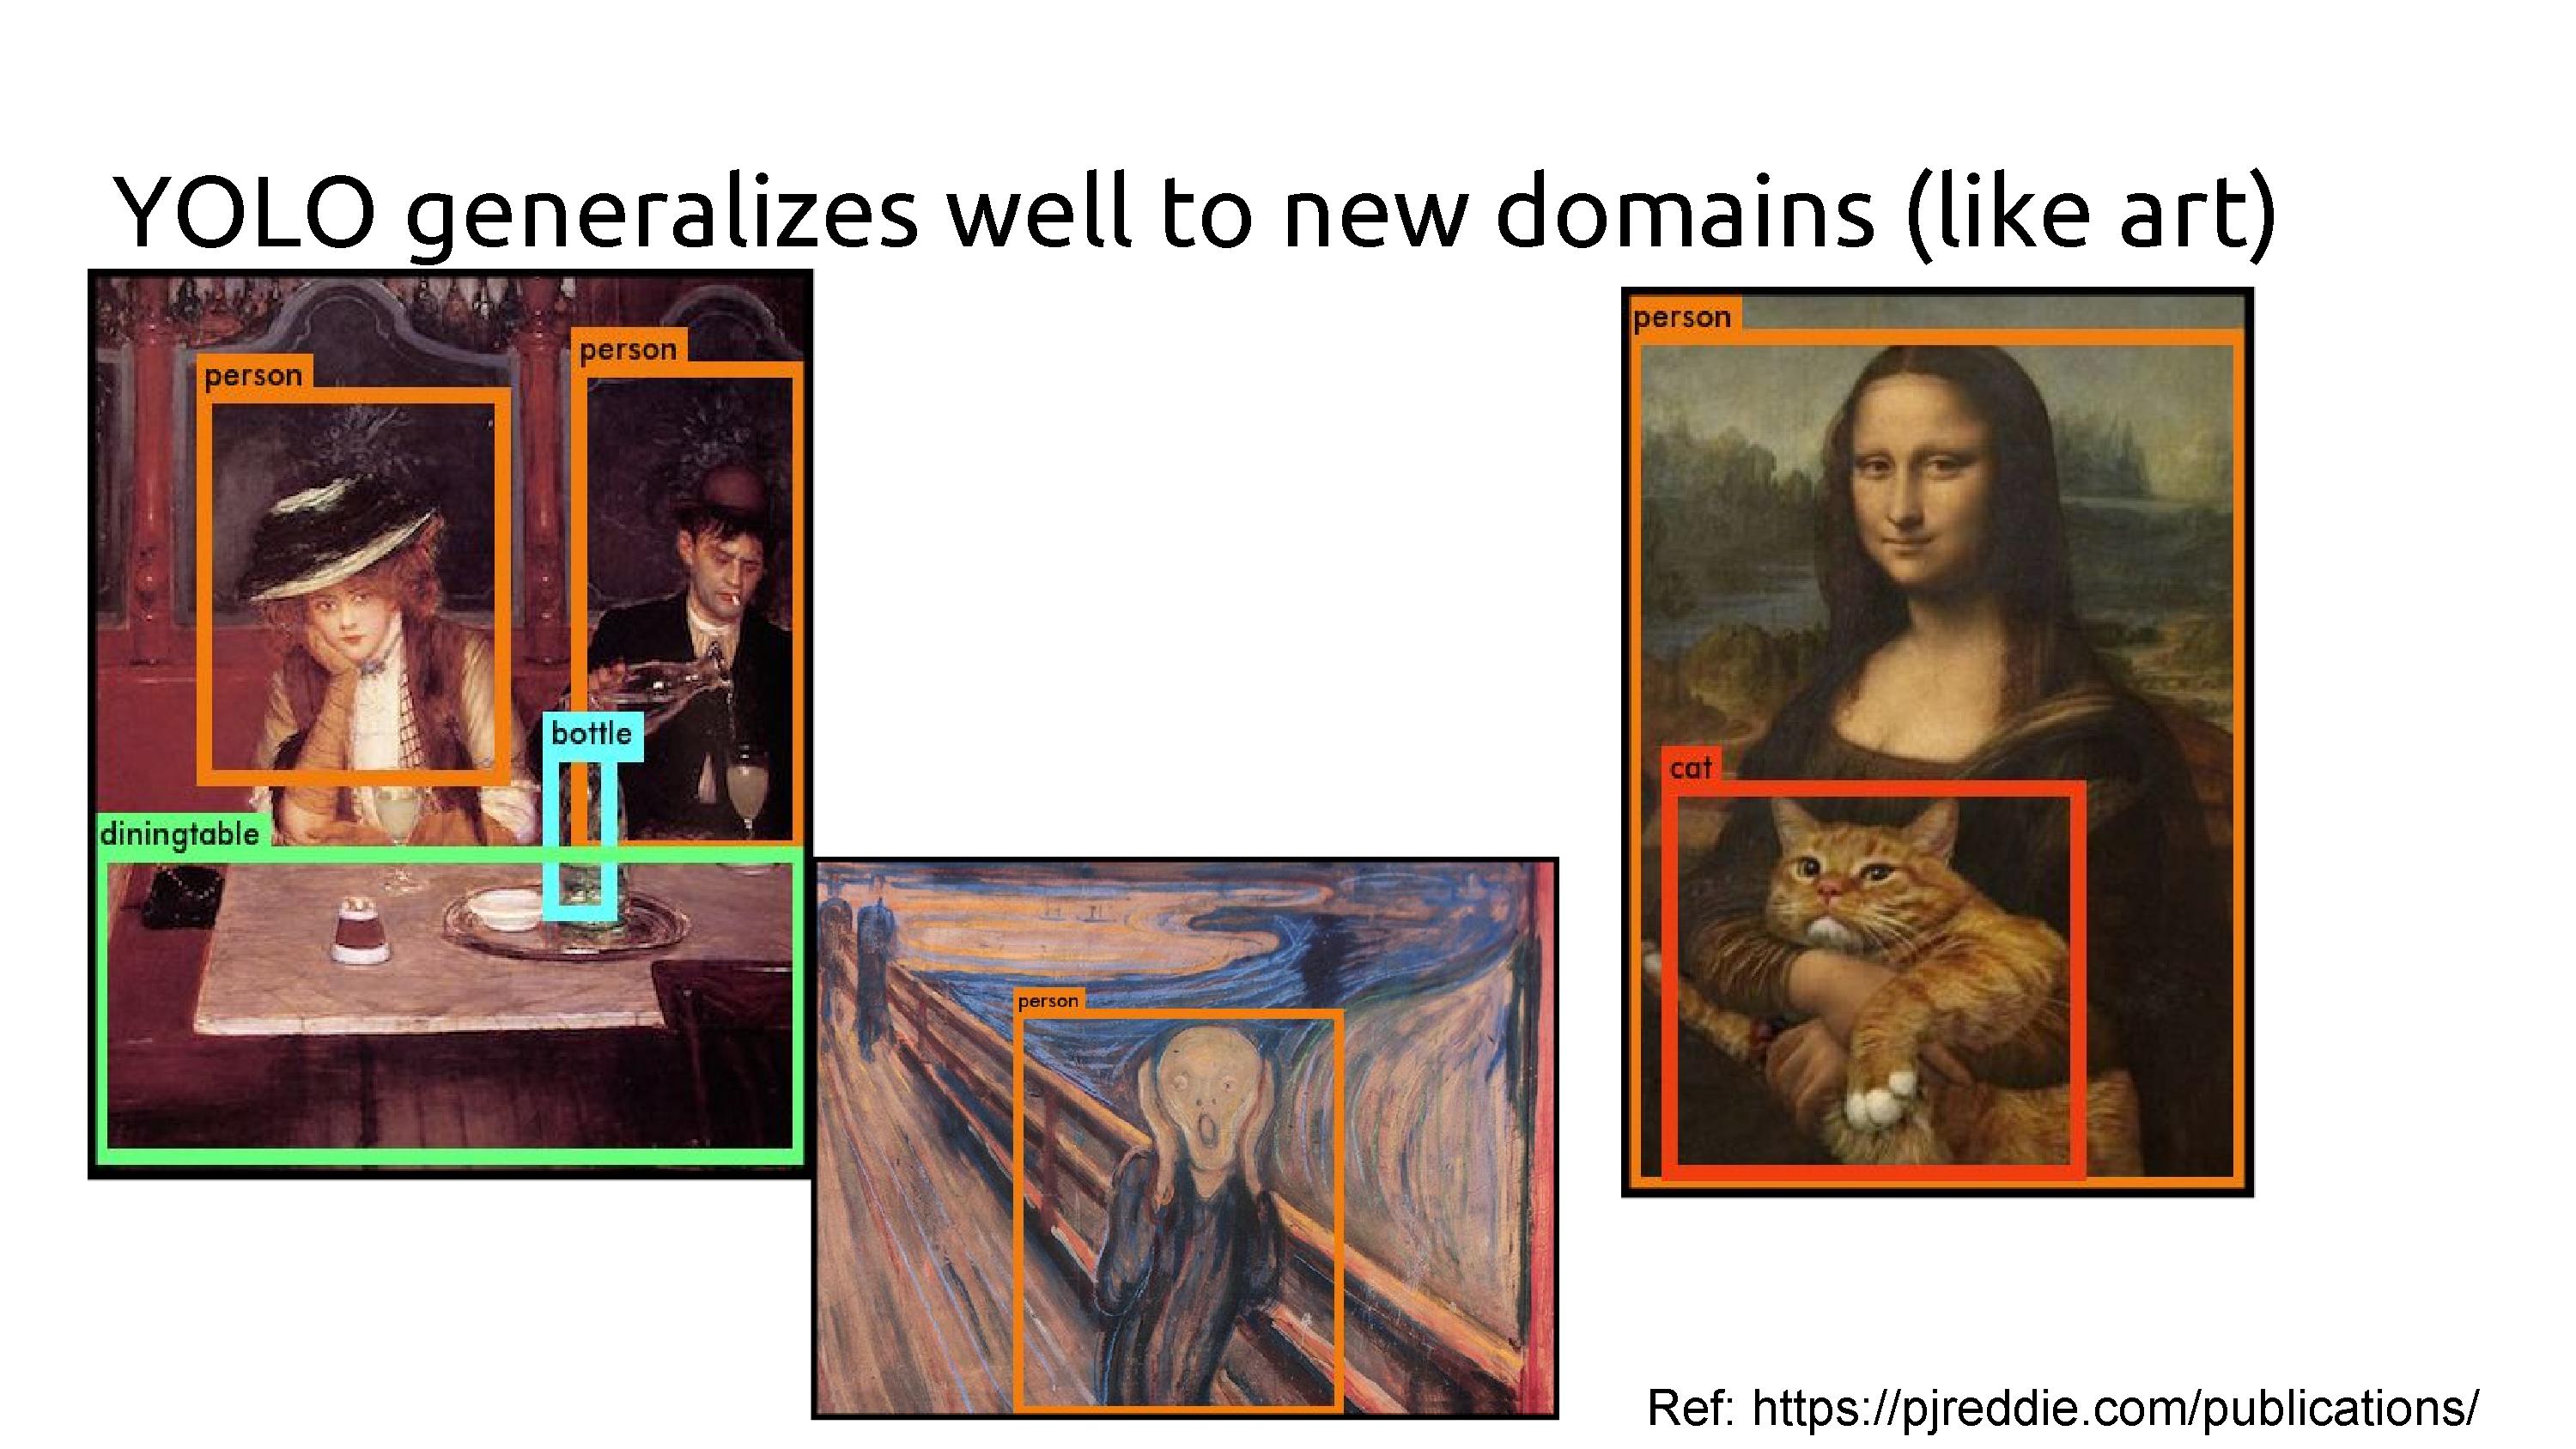 YOLO generalizes well to new domains (like art)
person
person
bottle
diningtable
person
person
cat
Ref: https://pjreddie.com/publications/